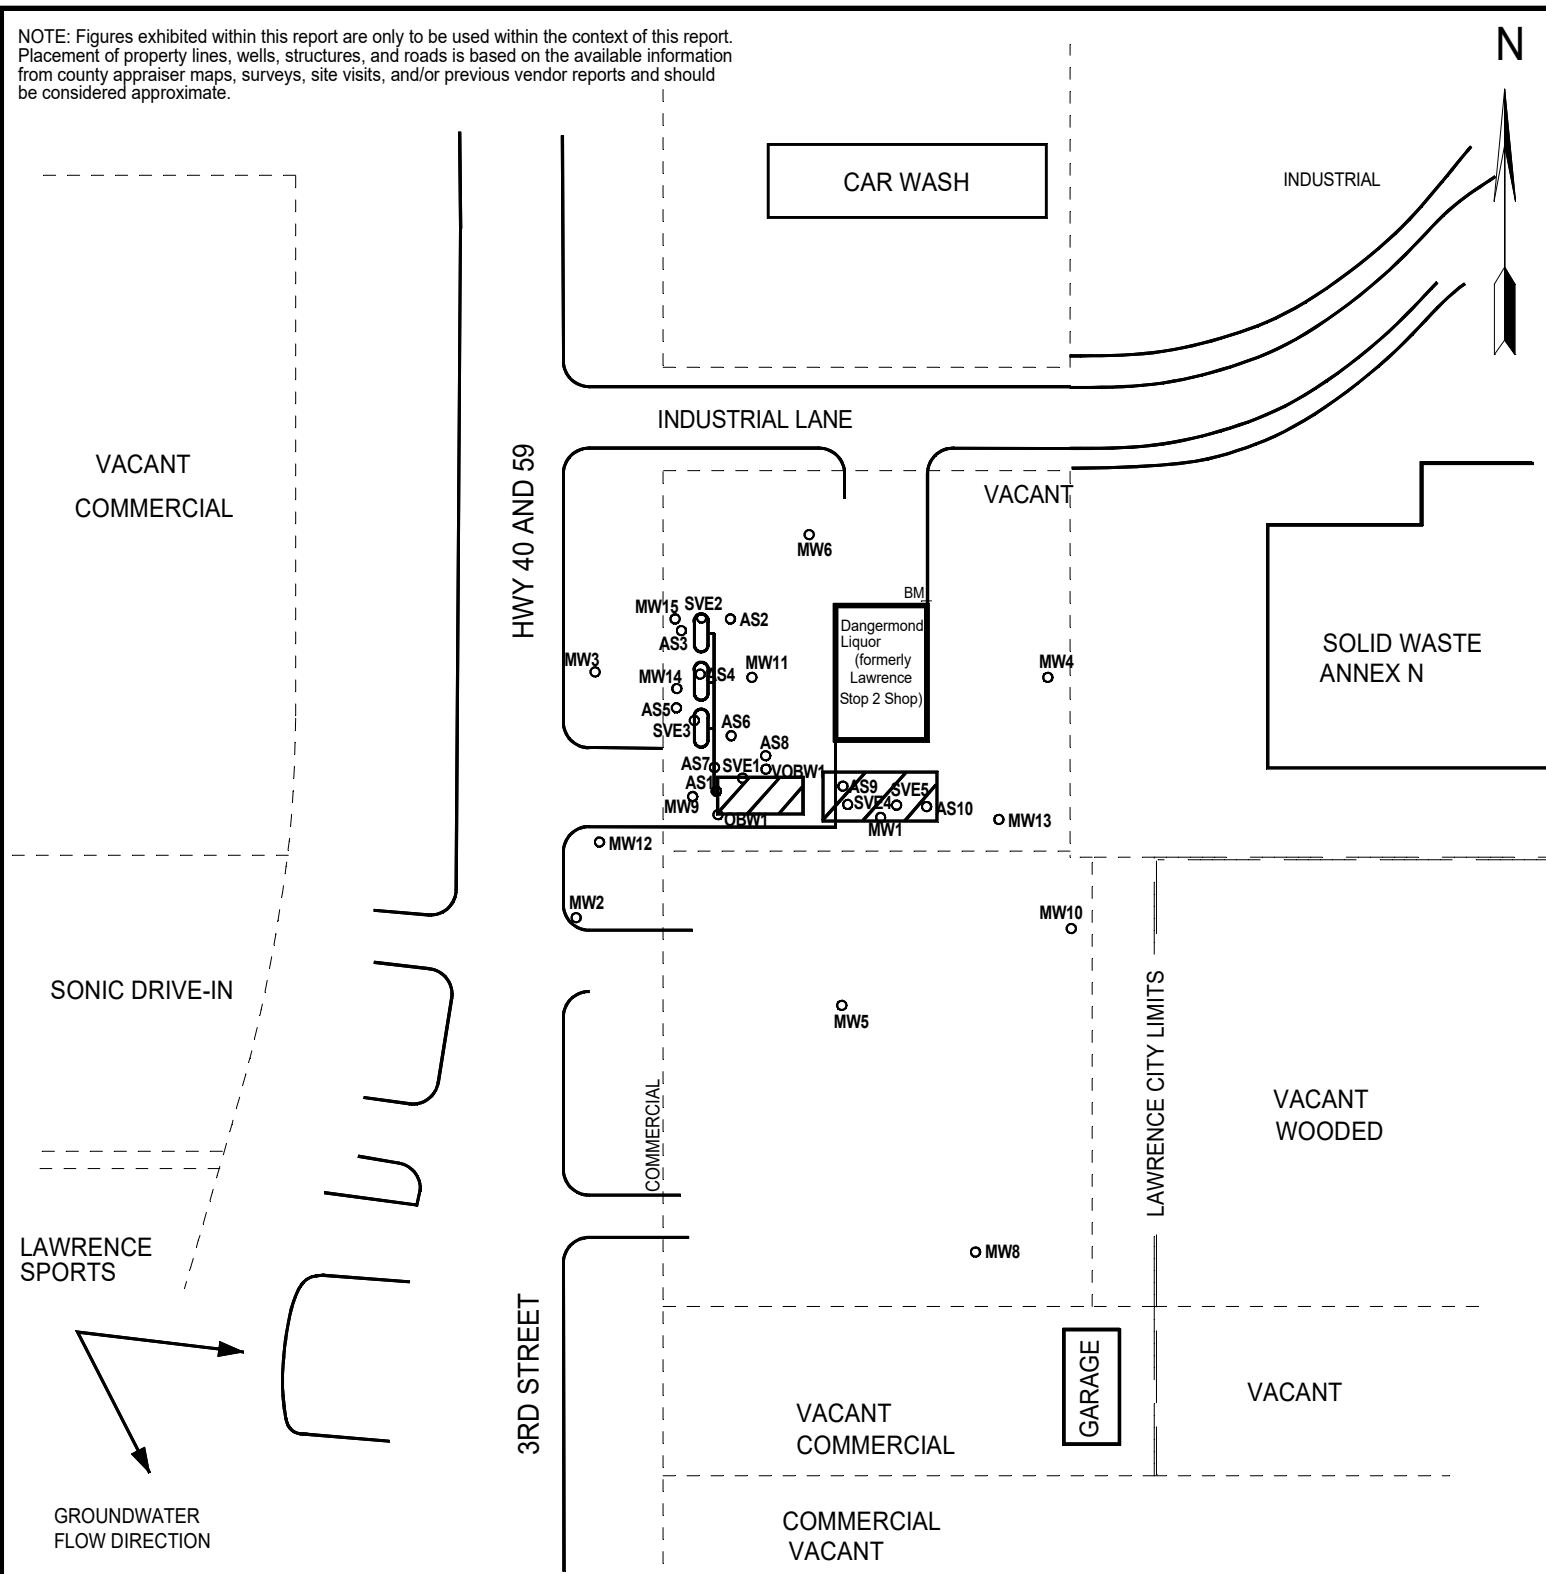 NOTE: Figures exhibited within this report are only to be used within the context of this report.
Placement of property lines, wells, structures, and roads is based on the available information
from county appraiser maps, surveys, site visits, and/or previous vendor reports and should
be considered approximate.
N
CAR WASH
INDUSTRIAL
INDUSTRIAL LANE
HWY 40 AND 59
VACANT
COMMERCIAL
VACANT
MW6
BM
MW15
SVE2
AS2
AS3
Dangermond
Liquor
(formerly
Lawrence
Stop 2 Shop)
SOLID WASTE
ANNEX N
MW3
MW14
AS4
MW11
MW4
AS5
SVE3
AS6
AS8
AS7
SVE1
VOBW1
AS1
MW9
OBW1
AS9
SVE4
SVE5
AS10
MW1
MW13
MW12
MW2
MW10
SONIC DRIVE-IN
MW5
LAWRENCE CITY LIMITS
COMMERCIAL
VACANT
WOODED
LAWRENCE
SPORTS
MW8
3RD STREET
GARAGE
VACANT
COMMERCIAL
VACANT
GROUNDWATER
FLOW DIRECTION
COMMERCIAL
VACANT